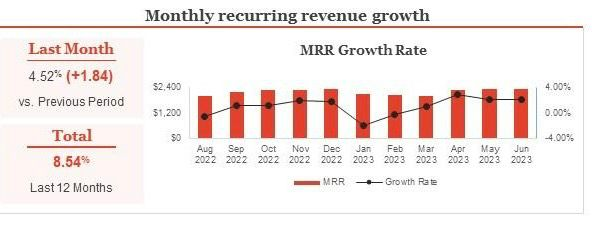 Monthly recurring revenue growth
Last Month
4.52% (+1.84)
vs. Previous Period
Total
8.54%
Last 12 Months
MRR Growth Rate
$2,400
$1,200
$0
4.00%
0.00%
-4.00%
Aug Sep Oct Nov Dec Jan Feb Mar Apr May Jun
2022 2022 2022 2022 2022 2023 2023 2023 2023 2023 2023
MRR Growth Rate